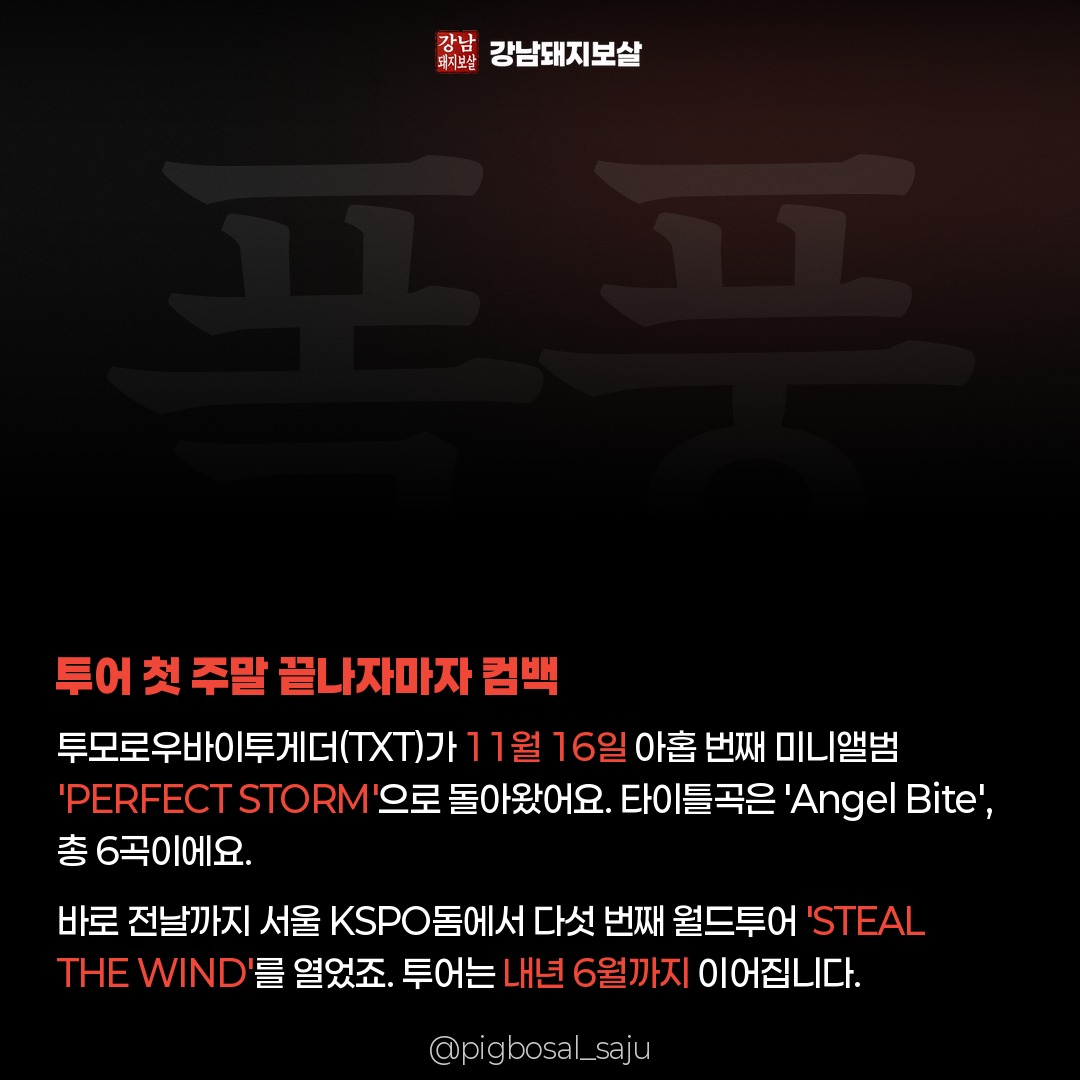 강남
돼지보살
강남돼지보살
폭풍
투어 첫 주말 끝나자마자 컴백
투모로우바이투게더(TXT)가 11월 16일 아홉 번째 미니앨범
'PERFECT STORM'으로 돌아왔어요. 타이틀곡은 'Angel Bite',
총 6곡이에요.
바로 전날까지 서울 KSPO돔에서 다섯 번째 월드투어 'STEAL
THE WIND'를 열었죠. 투어는 내년 6월까지 이어집니다.
@pigbosal_saju